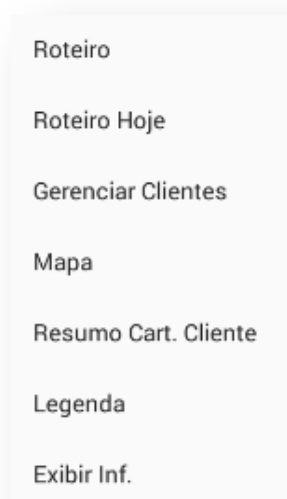 Roteiro
Roteiro Hoje
Gerenciar Clientes
Mapa
Resumo Cart. Cliente
Legenda
Exibir Inf.